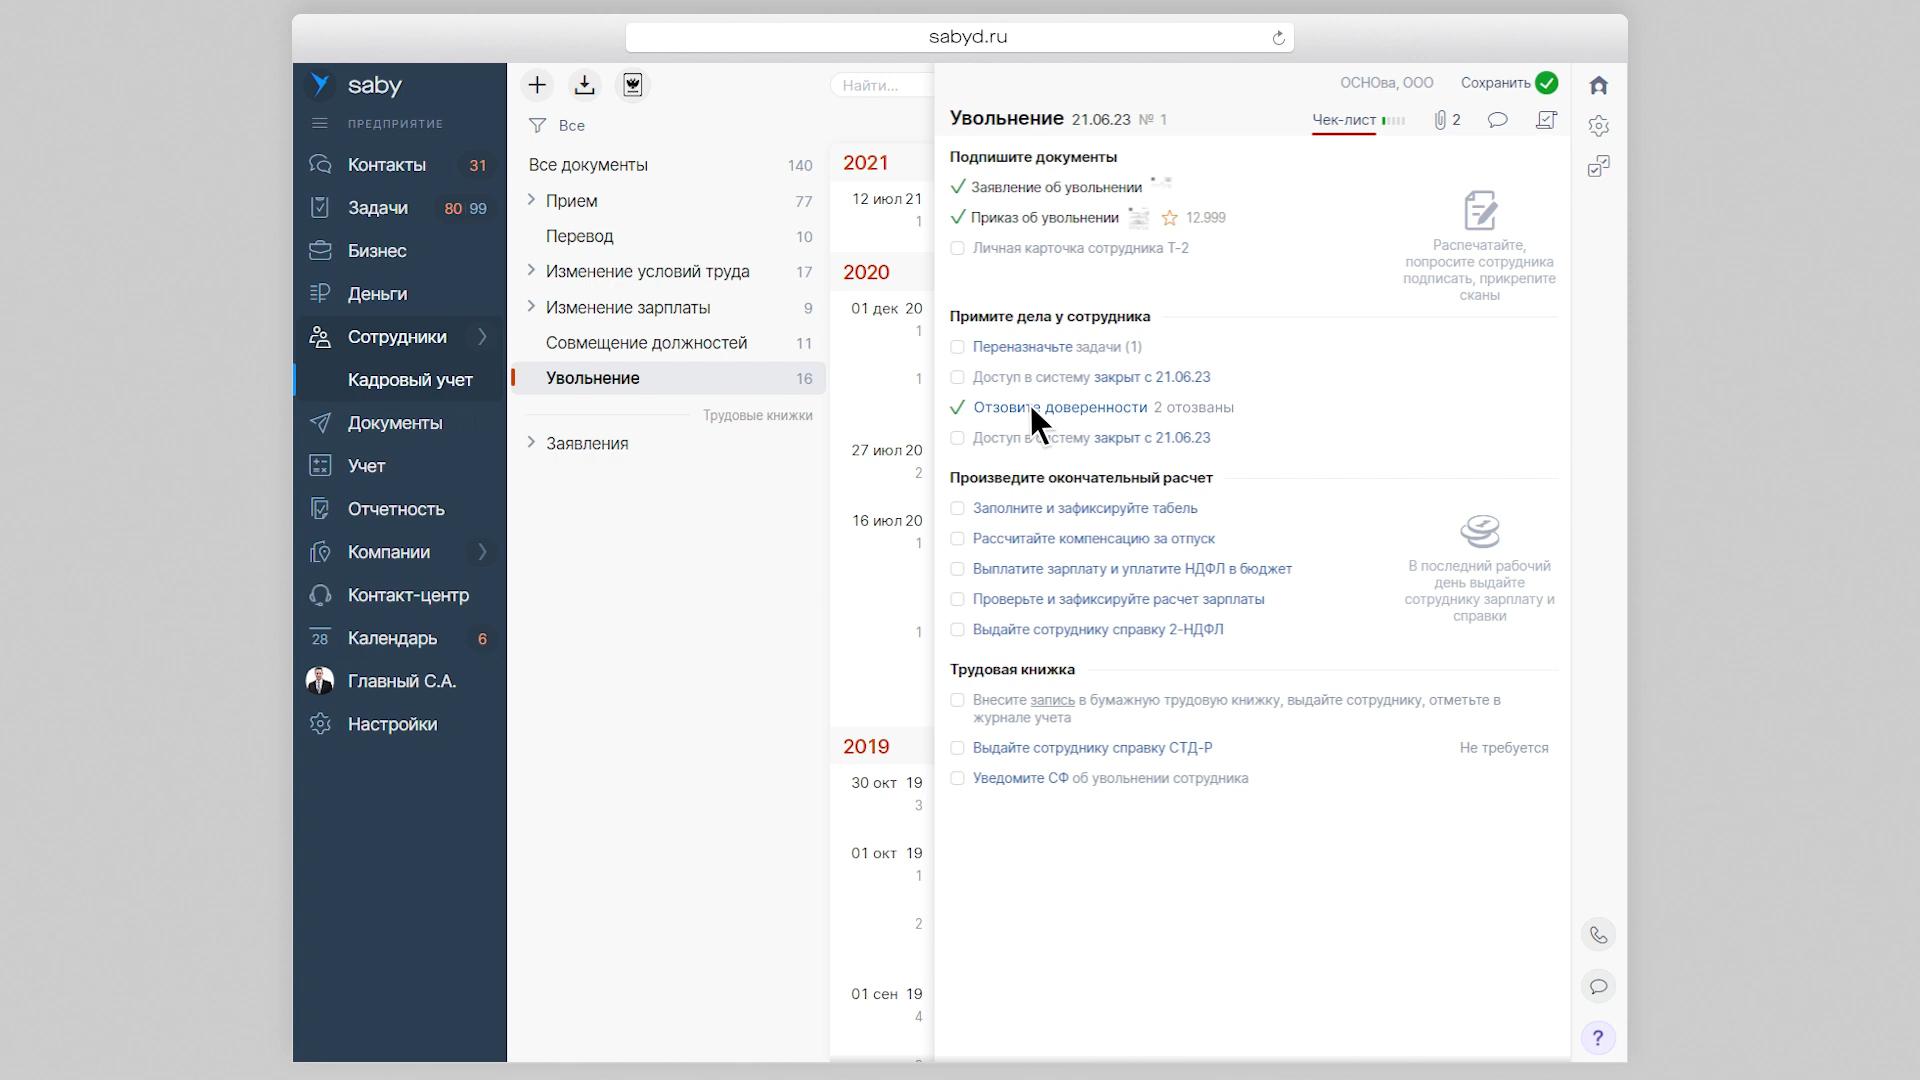 sabyd.ru
saby
ПРЕДПРИЯТИЕ
Контакты 31
Задачи 80 99
Бизнес
Деньги
Сотрудники
Кадровый учет
Документы
Учет
Отчетность
Компании
Контакт-центр
28 Календарь 6
Главный С.А.
Настройки
Найти...
Все
Все документы 140
Прием 77
Перевод 10
Изменение условий труда 17
Изменение зарплаты 9
Совмещение должностей 11
Увольнение 16
Трудовые книжки
Заявления
2021
12 июл 21
1
2020
01 дек 20
1
1
27 июл 20
2
16 июл 20
1
1
2019
30 окт 19
3
01 окт 19
1
2
01 сен 19
4
ОСНОва, ООО Сохранить
Увольнение 21.06.23 № 1 Чек-лист 2
Подпишите документы
Заявление об увольнении
Приказ об увольнении 12.999
Личная карточка сотрудника Т-2
Распечатайте,
попросите сотрудника
подписать, прикрепите
сканы
Примите дела у сотрудника
Переназначьте задачи (1)
Доступ в систему закрыт с 21.06.23
Отзовите доверенности 2 отозваны
Доступ в систему закрыт с 21.06.23
Произведите окончательный расчет
Заполните и зафиксируйте табель
Рассчитайте компенсацию за отпуск
Выплатите зарплату и уплатите НДФЛ в бюджет
Проверьте и зафиксируйте расчет зарплаты
Выдайте сотруднику справку 2-НДФЛ
В последний рабочий
день выдайте
сотруднику зарплату и
справки
Трудовая книжка
Внесите запись в бумажную трудовую книжку, выдайте сотруднику, отметьте в
журнале учета
Выдайте сотруднику справку СТД-Р Не требуется
Уведомите СФ об увольнении сотрудника
?